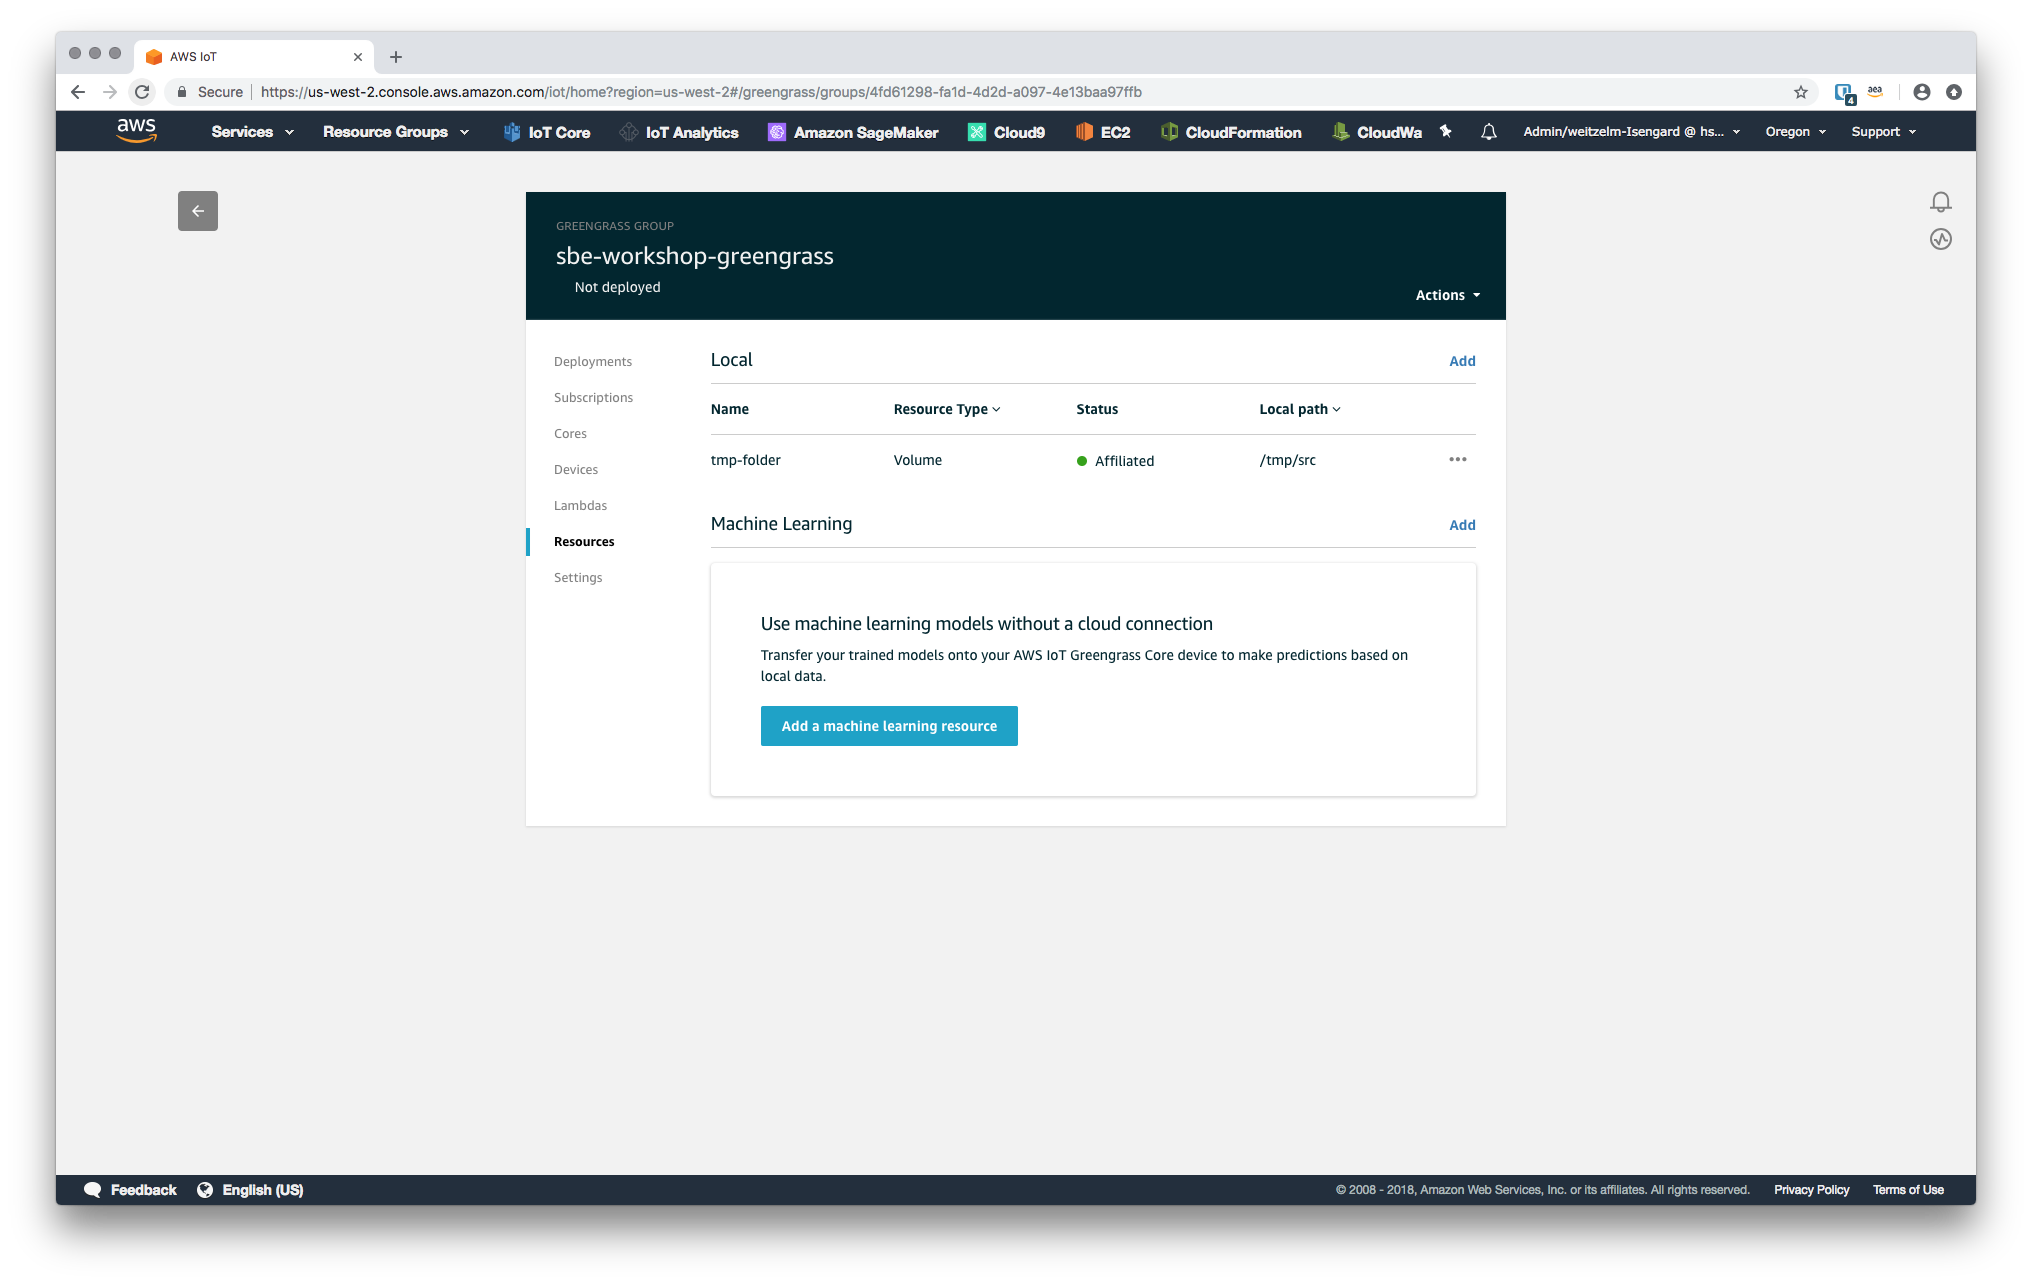 AWS IoT
Secure https://us-west-2.console.aws.amazon.com/iot/home?region=us-west-2#/greengrass/groups/4fd61298-fa1d-4d2d-a097-4e13baa97ffb
4 aea
aws Services Resource Groups IoT Core IoT Analytics Amazon SageMaker Cloud9 EC2 CloudFormation CloudWa Admin/weitzelm-Isengard @ hs... Oregon Support
GREENGRASS GROUP
sbe-workshop-greengrass
Not deployed
Actions
Deployments
Subscriptions
Cores
Devices
Lambdas
Resources
Settings
Local Add
Name Resource Type Status Local path
tmp-folder Volume Affiliated /tmp/src
Machine Learning Add
Use machine learning models without a cloud connection
Transfer your trained models onto your AWS IoT Greengrass Core device to make predictions based on
local data.
Add a machine learning resource
Feedback English (US) © 2008 - 2018, Amazon Web Services, Inc. or its affiliates. All rights reserved. Privacy Policy Terms of Use